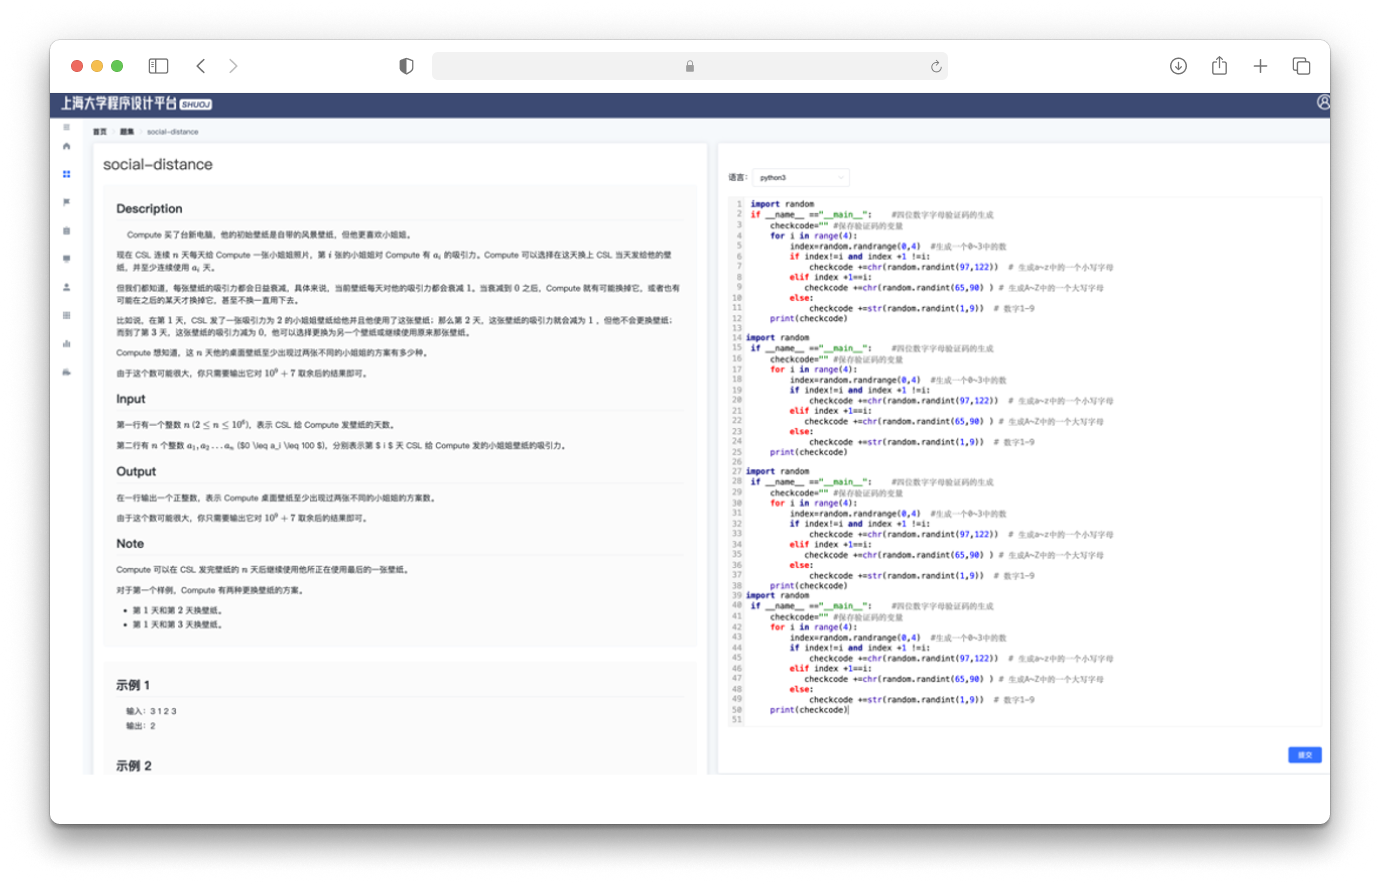 上海大学程序设计平台 SHUOJ
首页 题集 social-distance
social-distance
Description
Compute 买了台新电脑，他的初始壁纸是自带的风景壁纸，但他更喜欢小姐姐。
现在 CSL 连续 n 天每天给 Compute 一张小姐姐照片，第 i 张的小姐姐对 Compute 有 a_i 的吸引力。Compute 可以选择在这天换上 CSL 当天发给他的壁
纸，并至少连续使用 a_i 天。
但我们都知道，每张壁纸的吸引力都会日益衰减，具体来说，当前壁纸每天对他的吸引力都会衰减 1。当衰减到 0 之后，Compute 就有可能换掉它，或者也有
可能在之后的某天才换掉它，甚至不换一直用下去。
比如说，在第 1 天，CSL 发了一张吸引力为 2 的小姐姐壁纸给他并且他使用了这张壁纸；那么第 2 天，这张壁纸的吸引力就会减为 1 ，但他不会更换壁纸；
而到了第 3 天，这张壁纸的吸引力减为 0，他可以选择更换为另一个壁纸或继续使用原来那张壁纸。
Compute 想知道，这 n 天他的桌面壁纸至少出现过两张不同的小姐姐的方案有多少种。
由于这个数可能很大，你只需要输出它对 10^9 + 7 取余后的结果即可。
Input
第一行有一个整数 n (2 ≤ n ≤ 10^6)，表示 CSL 给 Compute 发壁纸的天数。
第二行有 n 个整数 a_1, a_2 … a_n ($0 \leq a_i \leq 100 $)，分别表示第 $ i $ 天 CSL 给 Compute 发的小姐姐壁纸的吸引力。
Output
在一行输出一个正整数，表示 Compute 桌面壁纸至少出现过两张不同的小姐姐的方案数。
由于这个数可能很大，你只需要输出它对 10^9 + 7 取余后的结果即可。
Note
Compute 可以在 CSL 发完壁纸的 n 天后继续使用他所正在使用最后的一张壁纸。
对于第一个样例，Compute 有两种更换壁纸的方案。
• 第 1 天和第 2 天换壁纸。
• 第 1 天和第 3 天换壁纸。
示例 1
输入：3 1 2 3
输出：2
示例 2
语言： python3
1 import random
2 if __name__ =="__main__": #四位数字字母验证码的生成
3 checkcode="" #保存验证码的变量
4 for i in range(4):
5 index=random.randrange(0,4) #生成一个0~3中的数
6 if index!=i and index +1 !=i:
7 checkcode +=chr(random.randint(97,122)) # 生成a~z中的一个小写字母
8 elif index +1==i:
9 checkcode +=chr(random.randint(65,90) ) # 生成A~Z中的一个大写字母
10 else:
11 checkcode +=str(random.randint(1,9)) # 数字1-9
12 print(checkcode)
13
14 import random
15 if __name__ =="__main__": #四位数字字母验证码的生成
16 checkcode="" #保存验证码的变量
17 for i in range(4):
18 index=random.randrange(0,4) #生成一个0~3中的数
19 if index!=i and index +1 !=i:
20 checkcode +=chr(random.randint(97,122)) # 生成a~z中的一个小写字母
21 elif index +1==i:
22 checkcode +=chr(random.randint(65,90) ) # 生成A~Z中的一个大写字母
23 else:
24 checkcode +=str(random.randint(1,9)) # 数字1-9
25 print(checkcode)
26
27 import random
28 if __name__ =="__main__": #四位数字字母验证码的生成
29 checkcode="" #保存验证码的变量
30 for i in range(4):
31 index=random.randrange(0,4) #生成一个0~3中的数
32 if index!=i and index +1 !=i:
33 checkcode +=chr(random.randint(97,122)) # 生成a~z中的一个小写字母
34 elif index +1==i:
35 checkcode +=chr(random.randint(65,90) ) # 生成A~Z中的一个大写字母
36 else:
37 checkcode +=str(random.randint(1,9)) # 数字1-9
38 print(checkcode)
39 import random
40 if __name__ =="__main__": #四位数字字母验证码的生成
41 checkcode="" #保存验证码的变量
42 for i in range(4):
43 index=random.randrange(0,4) #生成一个0~3中的数
44 if index!=i and index +1 !=i:
45 checkcode +=chr(random.randint(97,122)) # 生成a~z中的一个小写字母
46 elif index +1==i:
47 checkcode +=chr(random.randint(65,90) ) # 生成A~Z中的一个大写字母
48 else:
49 checkcode +=str(random.randint(1,9)) # 数字1-9
50 print(checkcode)
51
提交